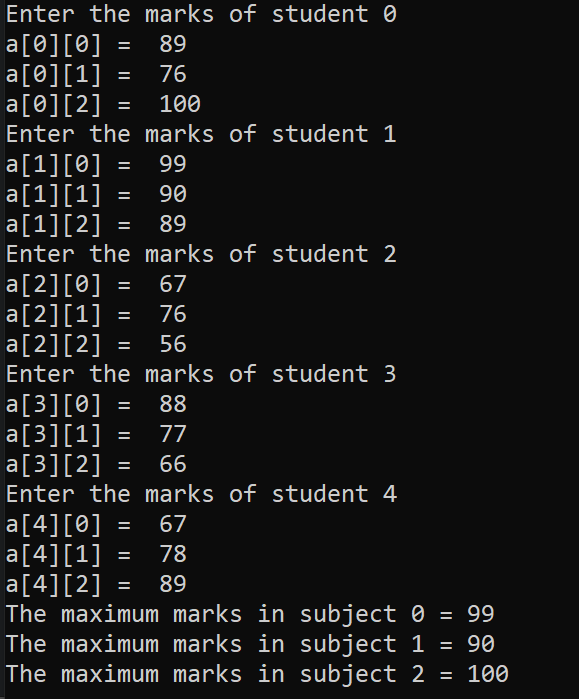 Enter the marks of student 0
a[0][0] =  89
a[0][1] =  76
a[0][2] =  100
Enter the marks of student 1
a[1][0] =  99
a[1][1] =  90
a[1][2] =  89
Enter the marks of student 2
a[2][0] =  67
a[2][1] =  76
a[2][2] =  56
Enter the marks of student 3
a[3][0] =  88
a[3][1] =  77
a[3][2] =  66
Enter the marks of student 4
a[4][0] =  67
a[4][1] =  78
a[4][2] =  89
The maximum marks in subject 0 = 99
The maximum marks in subject 1 = 90
The maximum marks in subject 2 = 100